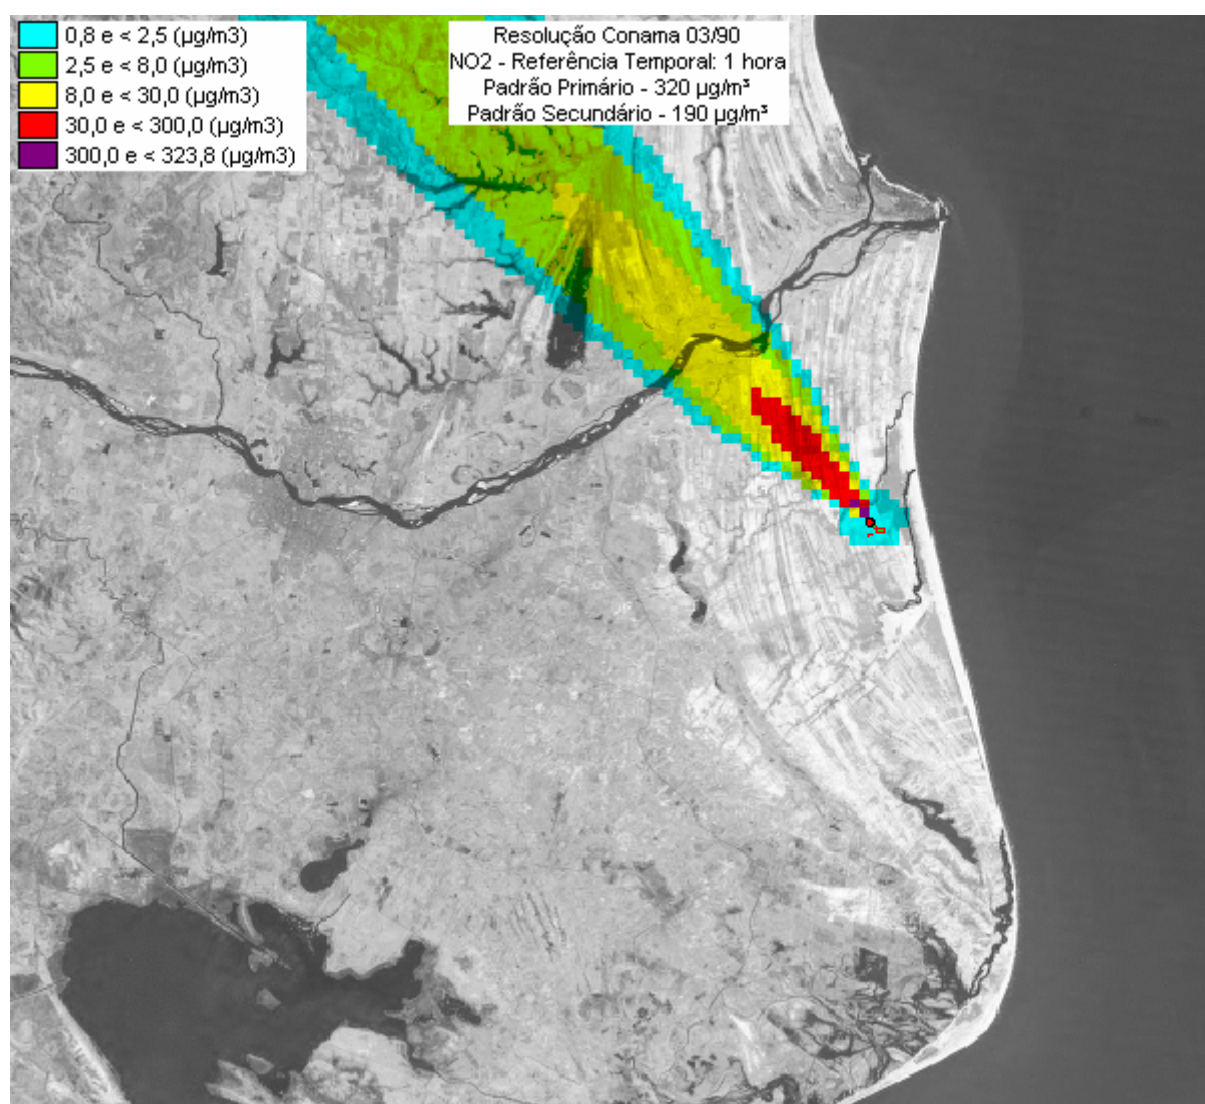 0,8 e < 2,5 (µg/m3)
2,5 e < 8,0 (µg/m3)
8,0 e < 30,0 (µg/m3)
30,0 e < 300,0 (µg/m3)
300,0 e < 323,8 (µg/m3)
Resolução Conama 03/90
NO2 - Referência Temporal: 1 hora
Padrão Primário - 320 µg/m³
Padrão Secundário - 190 µg/m³